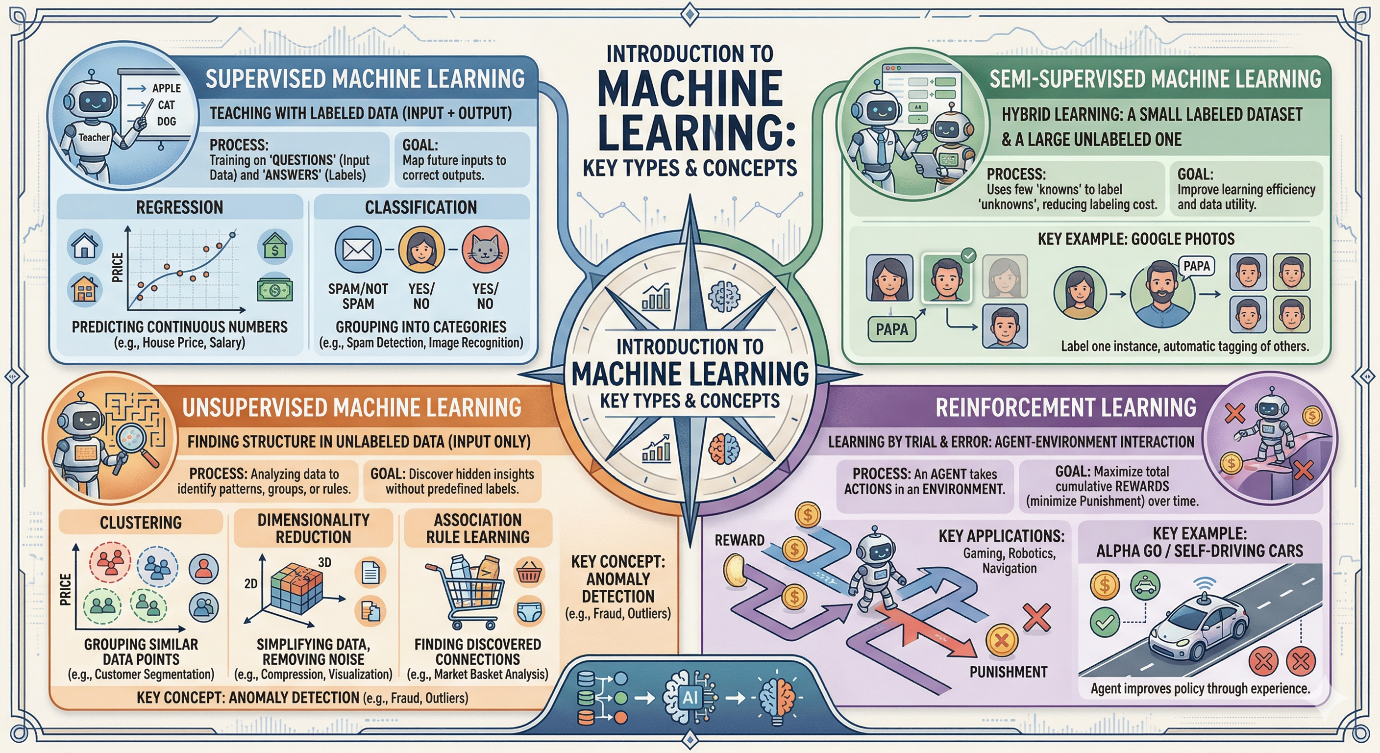 INTRODUCTION TO
MACHINE
LEARIING:
KEY TYPES & CONCEPTS
APPLE
CAT
DOG
Teacher
SUPERVISED MACHINE LEARNING
TEACHING WITH LABELED DATA (INPUT + OUTPUT)
PROCESS:
Training on 'QUESTIONS' (Input
Data) and 'ANSWERS' (Labels)
GOAL:
Map future inputs to
correct outputs.
REGRESSION
PRICE
$
$
PREDICTING CONTINUOUS NUMBERS
(e.g., House Price, Salary)
CLASSIFICATION
SPAM/NOT
SPAM
YES/
NO
YES/
NO
GROUPING INTO CATEGORIES
(e.g., Spam Detection, Image Recognition)
SEMI-SUPERVISED MACHINE LEARNING
HYBRID LEARNING: A SMALL LABELED DATASET
& A LARGE UNLABELED ONE
PROCESS:
Uses few 'knowns' to label
'unknowns', reducing labeling cost.
GOAL:
Improve learning efficiency
and data utility.
KEY EXAMPLE: GOOGLE PHOTOS
PAPA
PAPA
Label one instance, automatic tagging of others.
INTRODUCTION TO
MACHINE LEARNING
KEY TYPES & CONCEPTS
UNSUPERVISED MACHINE LEARNING
FINDING STRUCTURE IN UNLABELED DATA (INPUT ONLY)
PROCESS: Analyzing data to
identify patterns, groups, or rules.
GOAL: Discover hidden insights
without predefined labels.
CLUSTERING
PRICE
GROUPING SIMILAR
DATA POINTS
(e.g., Customer Segmentation)
DIMENSIONALITY
REDUCTION
2D
3D
SIMPLIFYING DATA,
REMOVING NOISE
(e.g., Compression, Visualization)
ASSOCIATION
RULE LEARNING
FINDING DISCOVERED
CONNECTIONS
(e.g., Market Basket Analysis)
KEY CONCEPT:
ANOMALY
DETECTION
(e.g., Fraud, Outliers)
KEY CONCEPT: ANOMALY DETECTION (e.g., Fraud, Outliers)
REINFORCEMENT LEARNING
LEARNING BY TRIAL & ERROR: AGENT-ENVIRONMENT INTERACTION
PROCESS: An AGENT takes
ACTIONS in an ENVIRONMENT.
GOAL: Maximize total
cumulative REWARDS
(minimize Punishment) over time.
REWARD
KEY APPLICATIONS:
Gaming, Robotics,
Navigation
PUNISHMENT
KEY EXAMPLE:
ALPHA GO / SELF-DRIVING CARS
$
Agent improves policy through experience.
AI